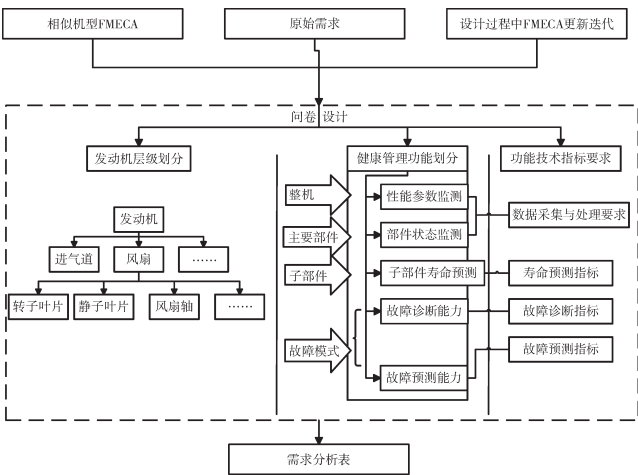 相似机型FMECA
原始需求
设计过程中FMECA更新迭代
问卷设计
发动机层级划分
健康管理功能划分
功能技术指标要求
整机
性能参数监测
发动机
数据采集与处理要求
主要部件
部件状态监测
进气道
风扇
……
子部件
子部件寿命预测
寿命预测指标
转子叶片
静子叶片
风扇轴
……
故障诊断能力
故障诊断指标
故障模式
故障预测指标
故障预测能力
需求分析表